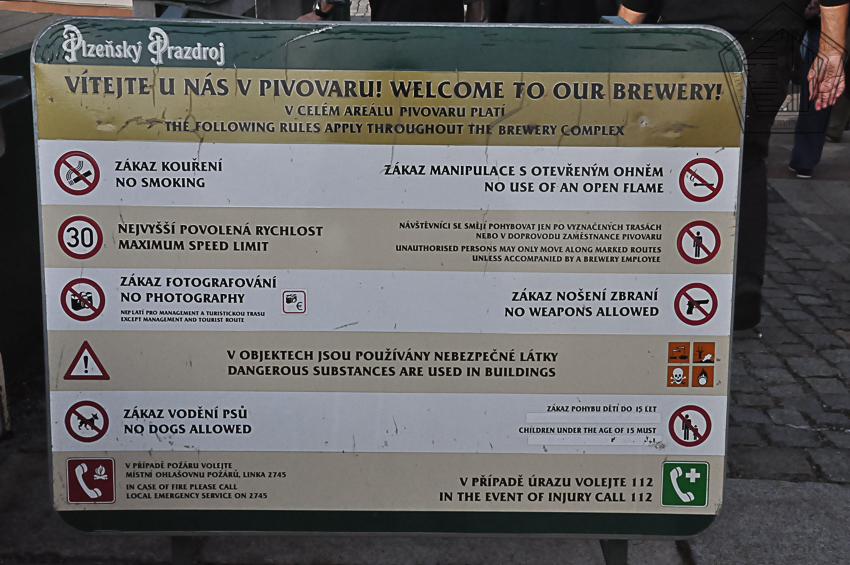 Plzeňský Prazdroj
VÍTEJTE U NÁS V PIVOVARU! WELCOME TO OUR BREWERY!
V CELÉM AREÁLU PIVOVARU PLATÍ
THE FOLLOWING RULES APPLY THROUGHOUT THE BREWERY COMPLEX
ZÁKAZ KOUŘENÍ
NO SMOKING
ZÁKAZ MANIPULACE S OTEVŘENÝM OHNĚM
NO USE OF AN OPEN FLAME
30
NEJVYŠŠÍ POVOLENÁ RYCHLOST
MAXIMUM SPEED LIMIT
NÁVŠTĚVNÍCI SE SMĚJÍ POHYBOVAT JEN PO VYZNAČENÝCH TRASÁCH
NEBO V DOPROVODU ZAMĚSTNANCE PIVOVARU
UNAUTHORISED PERSONS MAY ONLY MOVE ALONG MARKED ROUTES
UNLESS ACCOMPANIED BY A BREWERY EMPLOYEE
ZÁKAZ FOTOGRAFOVÁNÍ
NO PHOTOGRAPHY
NEPLATÍ PRO MANAGEMENT A TURISTICKOU TRASU
EXCEPT MANAGEMENT AND TOURIST ROUTE
€
ZÁKAZ NOŠENÍ ZBRANÍ
NO WEAPONS ALLOWED
V OBJEKTECH JSOU POUŽÍVÁNY NEBEZPEČNÉ LÁTKY
DANGEROUS SUBSTANCES ARE USED IN BUILDINGS
ZÁKAZ VODĚNÍ PSŮ
NO DOGS ALLOWED
ZÁKAZ POHYBU DĚTÍ DO 15 LET
CHILDREN UNDER THE AGE OF 15 MUST
V PŘÍPADĚ POŽÁRU VOLEJTE
MÍSTNÍ OHLAŠOVNU POŽÁRŮ, LINKA 2745
IN CASE OF FIRE PLEASE CALL
LOCAL EMERGENCY SERVICE ON 2745
V PŘÍPADĚ ÚRAZU VOLEJTE 112
IN THE EVENT OF INJURY CALL 112